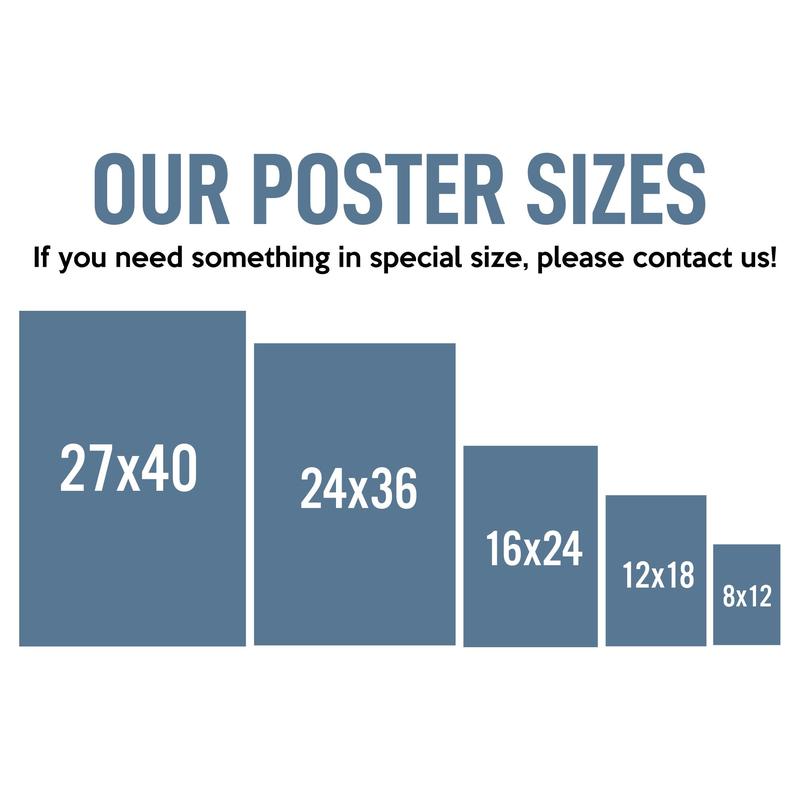 OUR POSTER SIZES
If you need something in special size, please contact us!
27x40
24x36
16x24
12x18
8x12